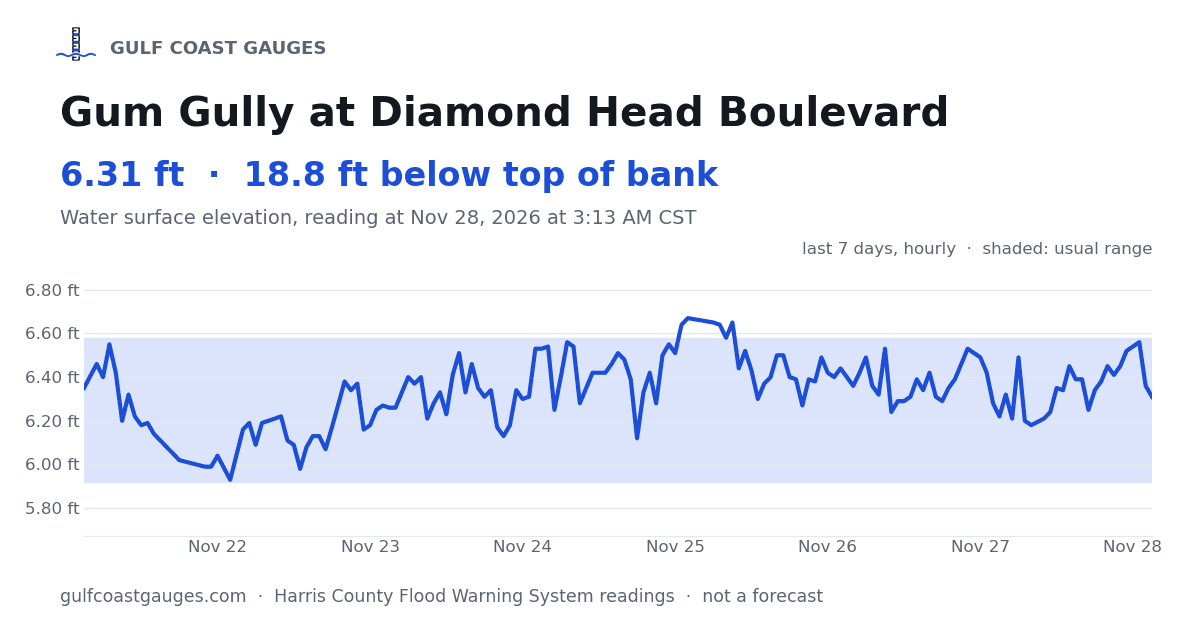 GULF COAST GAUGES
Gum Gully at Diamond Head Boulevard
6.31 ft · 18.8 ft below top of bank
Water surface elevation, reading at Nov 28, 2026 at 3:13 AM CST
last 7 days, hourly · shaded: usual range
6.80 ft
6.60 ft
6.40 ft
6.20 ft
6.00 ft
5.80 ft
Nov 22 Nov 23 Nov 24 Nov 25 Nov 26 Nov 27 Nov 28
gulfcoastgauges.com · Harris County Flood Warning System readings · not a forecast